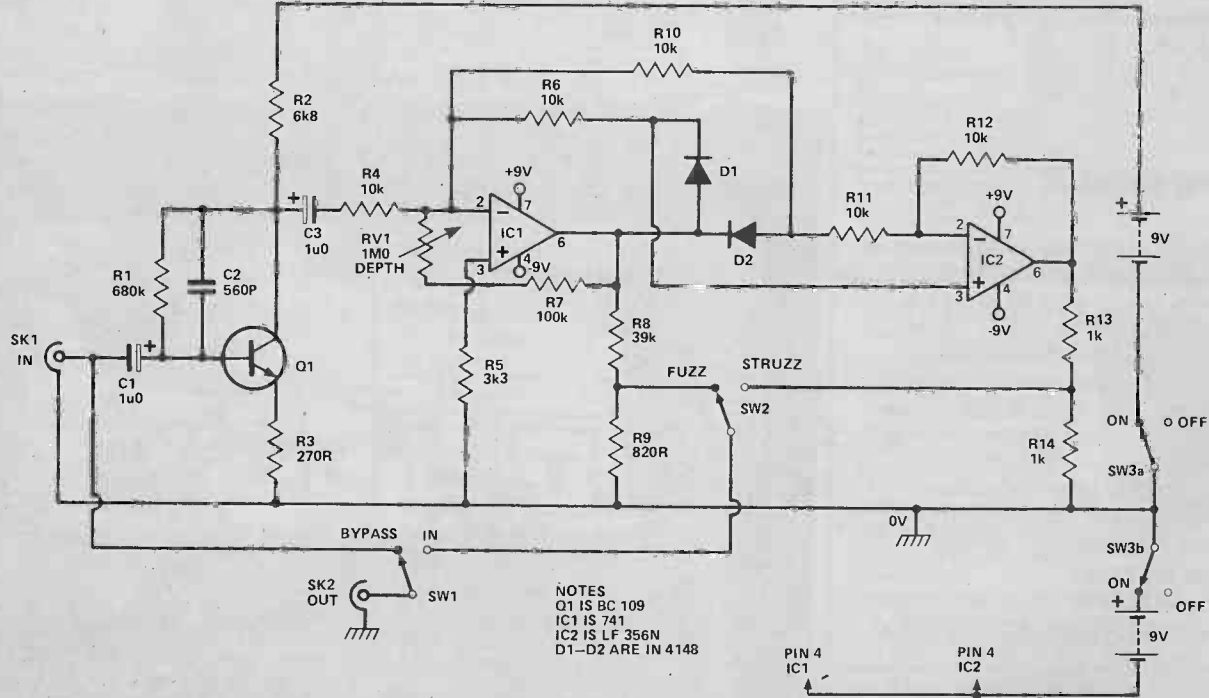 R10
10k
R6
10k
R2
6k8
R12
10k
D1
R4
10k
+9V
R11
10k
+9V
+
C3
1u0
2
−
7
IC1
6
D2
2
−
7
IC2
6
+
9V
RV1
1M0
DEPTH
+
3
4
-9V
+
3
4
-9V
R1
680k
C2
560P
R7
100k
SK1
IN
+
C1
1u0
Q1
R5
3k3
R8
39k
R13
1k
FUZZ
STRUZZ
SW2
R3
270R
R9
820R
R14
1k
ON
OFF
SW3a
0V
BYPASS
IN
SW3b
SK2
OUT
SW1
ON
OFF
+
9V
NOTES
Q1 IS BC 109
IC1 IS 741
IC2 IS LF 356N
D1–D2 ARE IN 4148
PIN 4
IC1
PIN 4
IC2